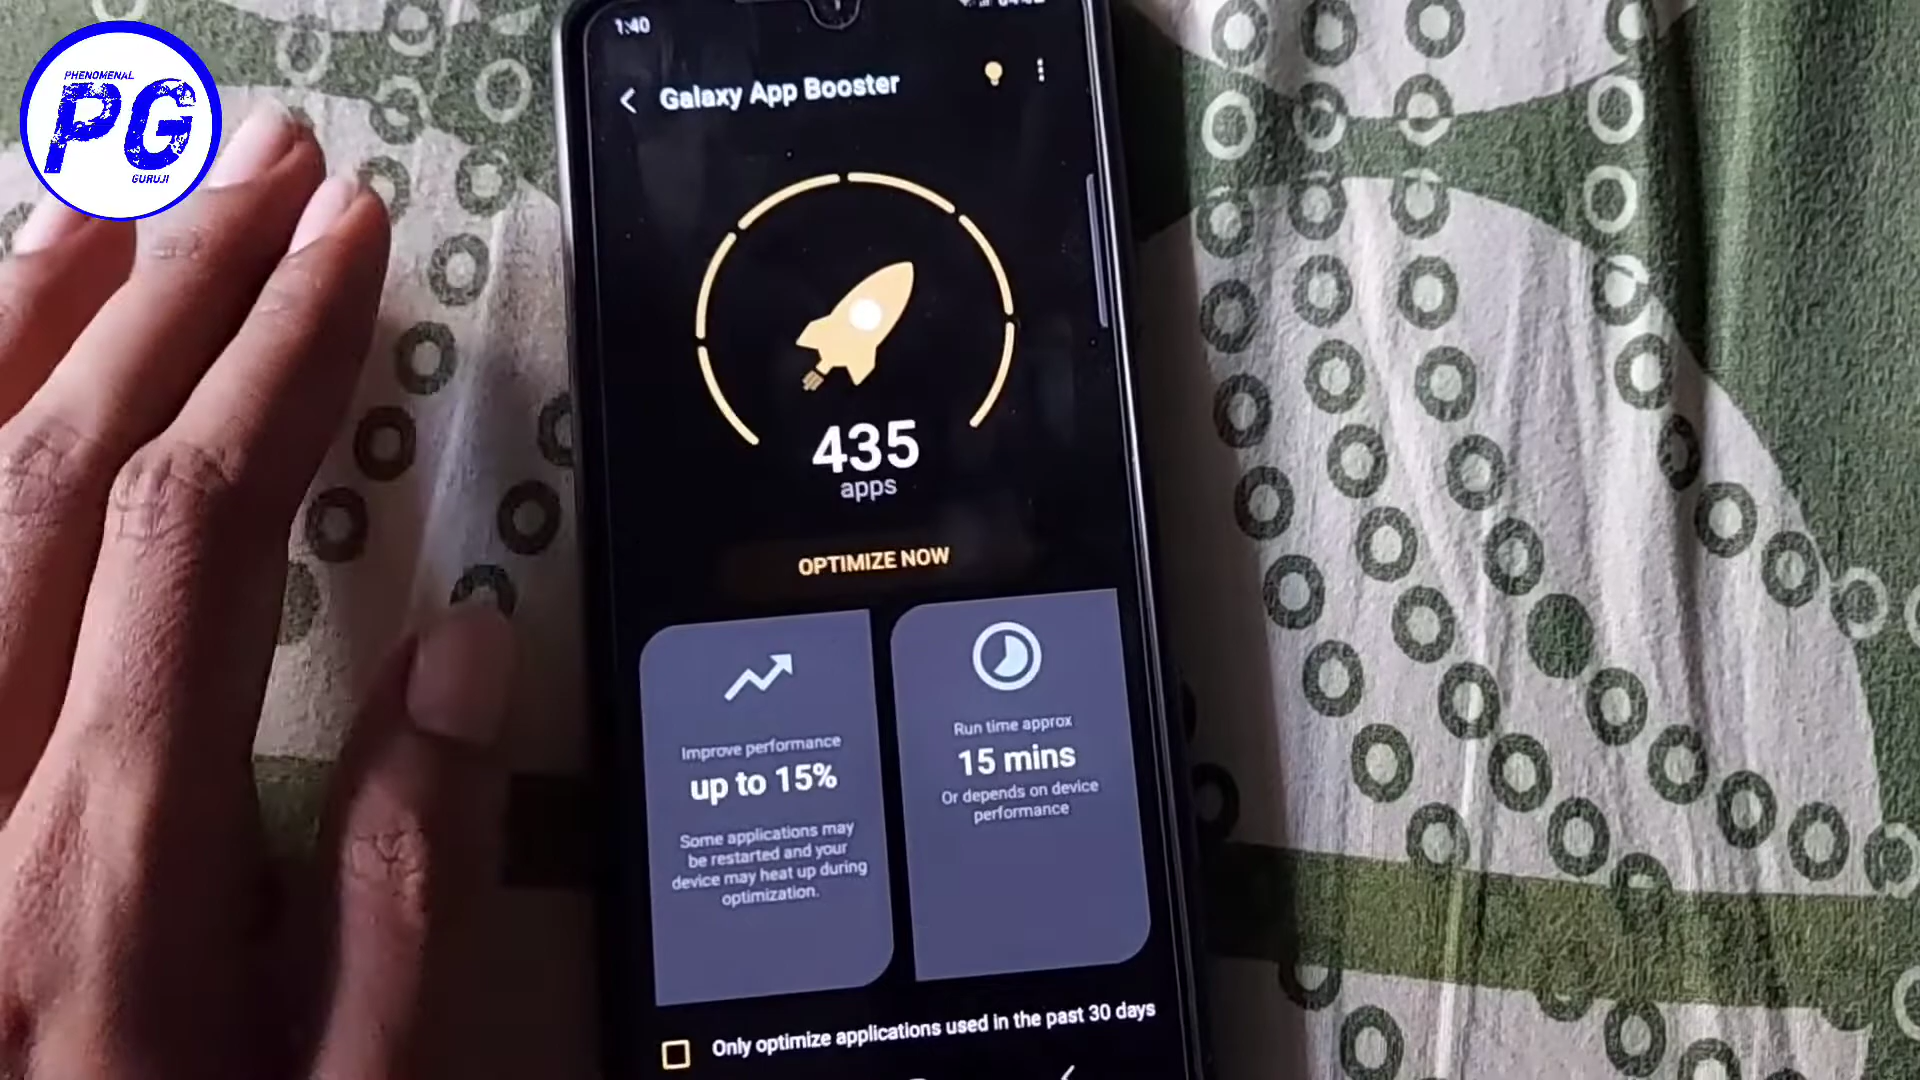 PHENOMENAL
PG
GURUJI
1:40
Galaxy App Booster
435
apps
OPTIMIZE NOW
Improve performance
up to 15%
Some applications may
be restarted and your
device may heat up during
optimization.
Run time approx
15 mins
Or depends on device
performance
Only optimize applications used in the past 30 days